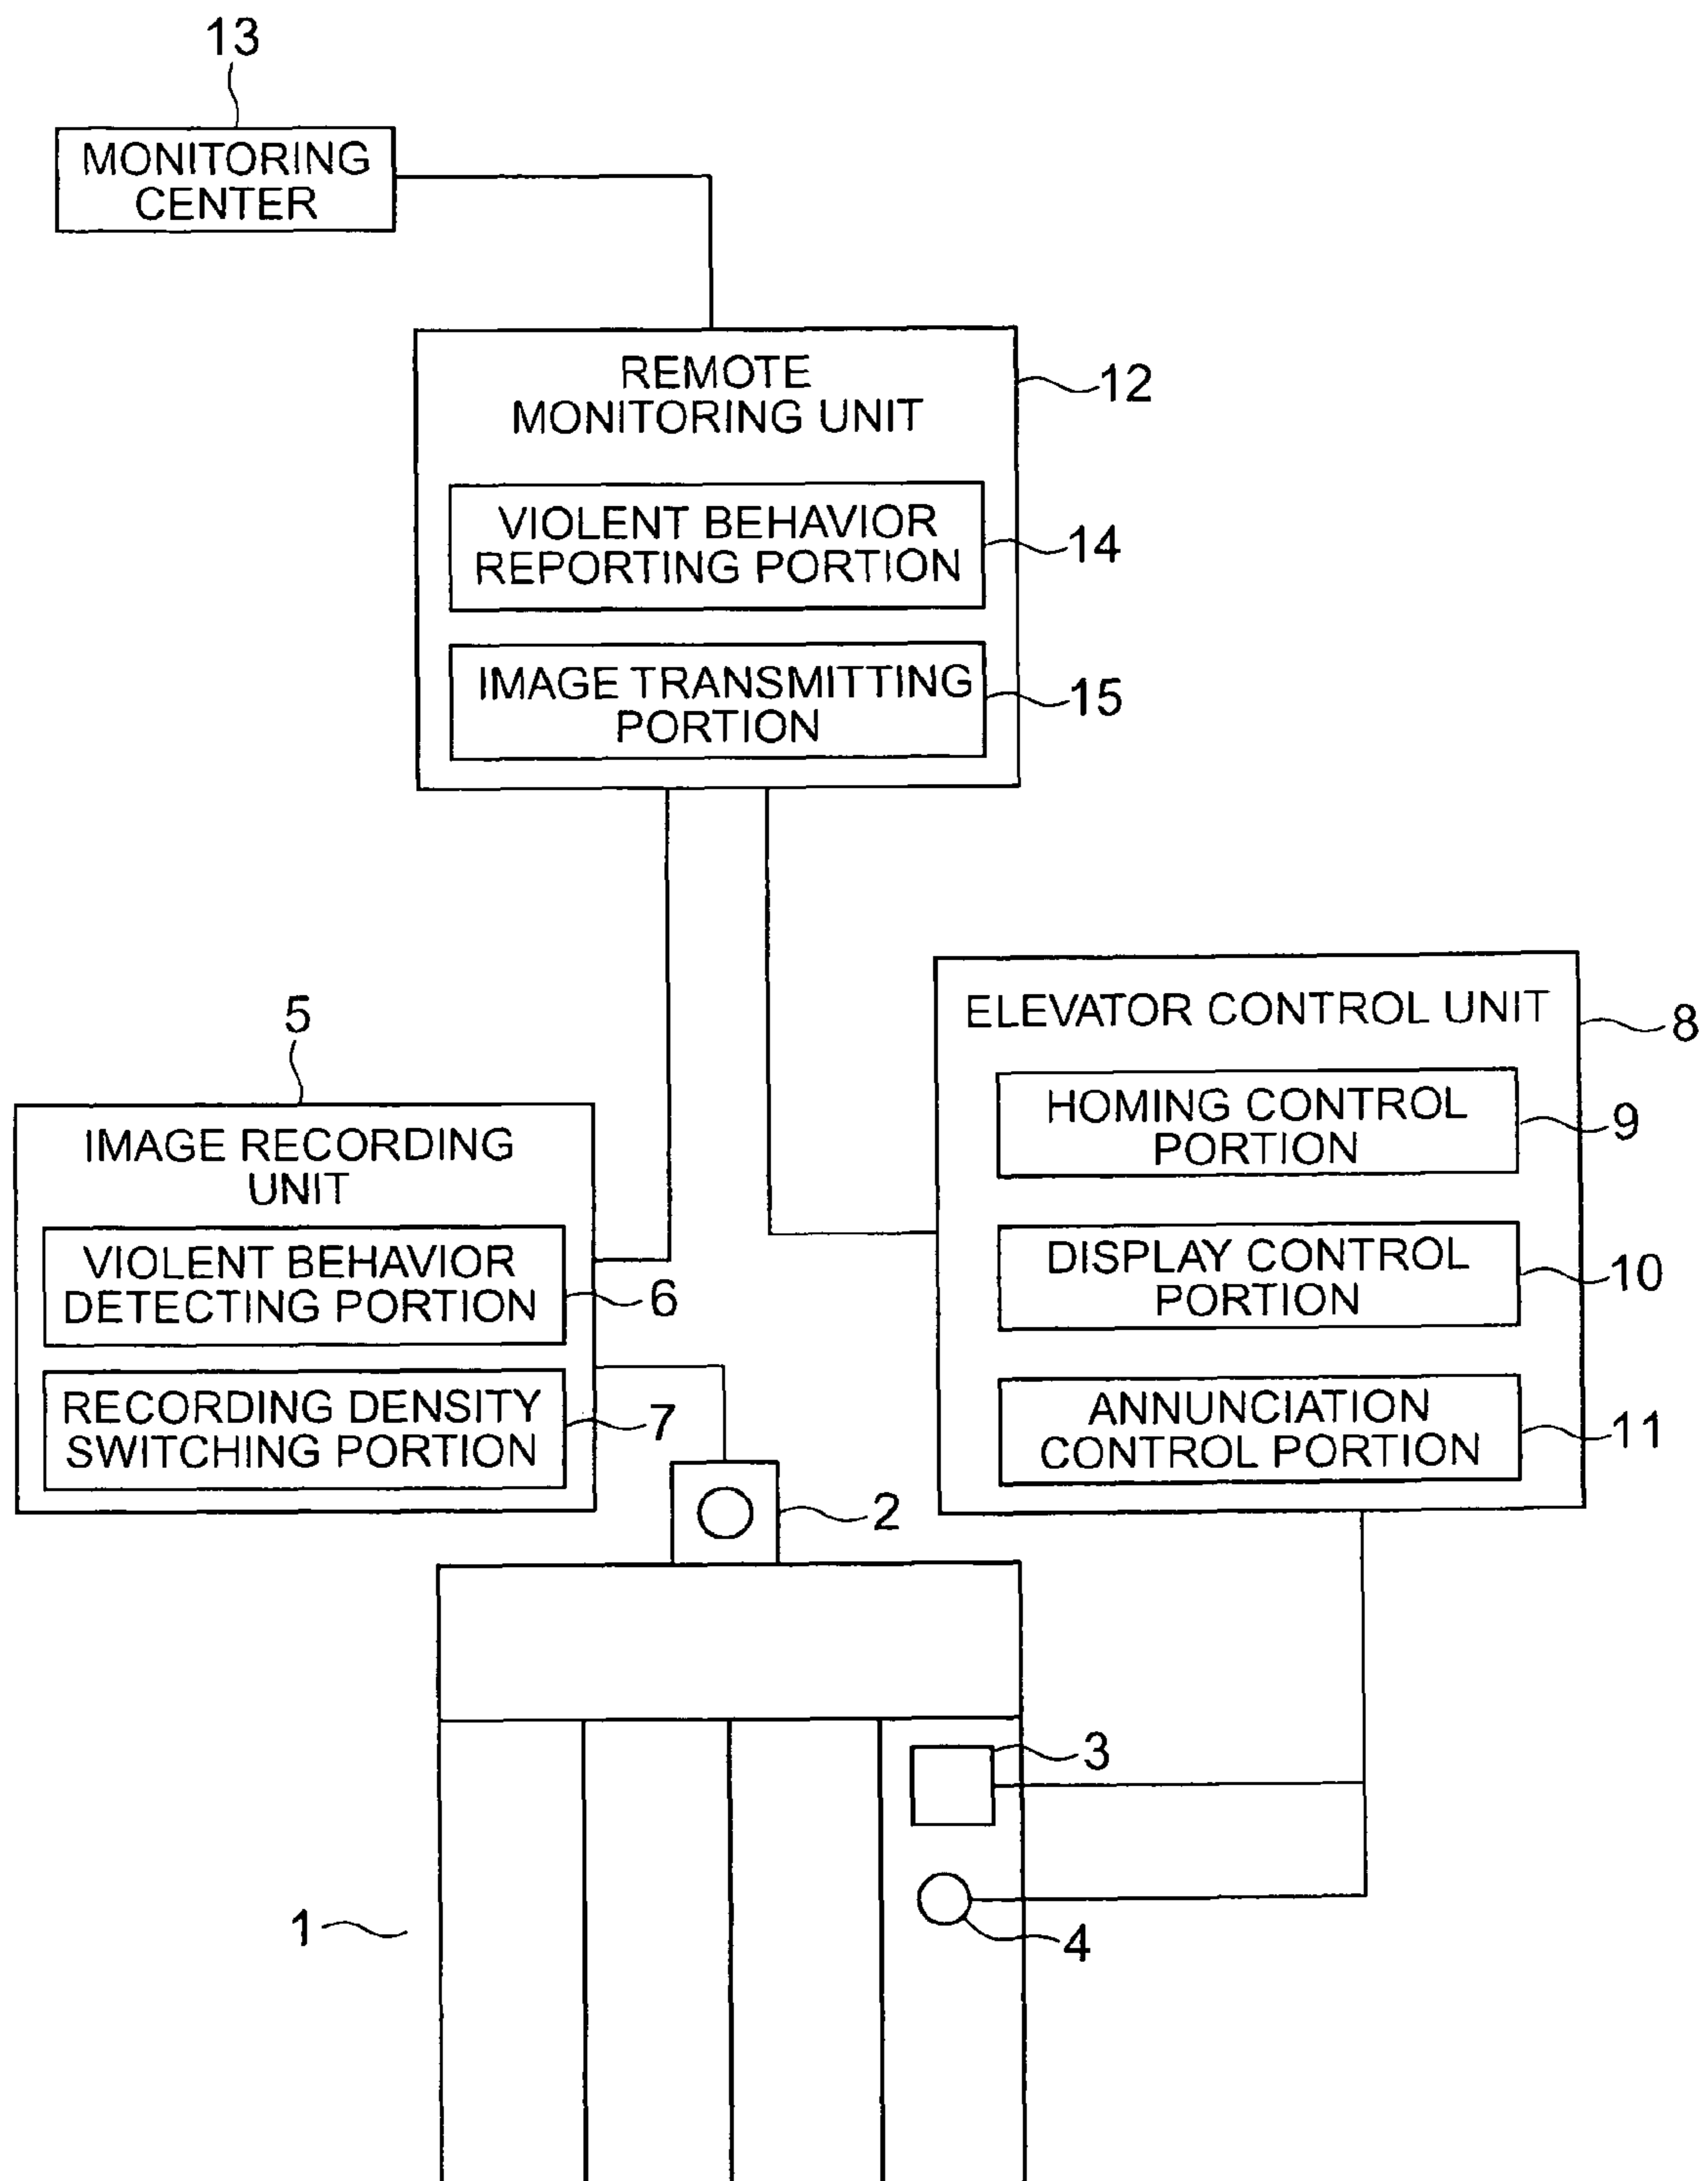 13
MONITORING
CENTER
REMOTE
MONITORING UNIT
12
VIOLENT BEHAVIOR
REPORTING PORTION
14
IMAGE TRANSMITTING
PORTION
15
5
IMAGE RECORDING
UNIT
VIOLENT BEHAVIOR
DETECTING PORTION
6
RECORDING DENSITY
SWITCHING PORTION
7
ELEVATOR CONTROL UNIT
8
HOMING CONTROL
PORTION
9
DISPLAY CONTROL
PORTION
10
ANNUNCIATION
CONTROL PORTION
11
2
3
4
1